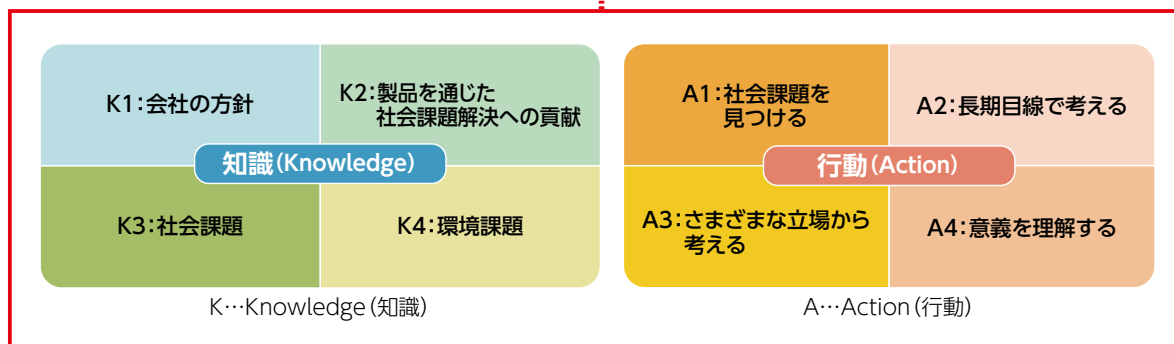 K1：会社の方針
K2：製品を通じた
社会課題解決への貢献
知識（Knowledge）
K3：社会課題
K4：環境課題
K…Knowledge（知識）
A1：社会課題を
見つける
A2：長期目線で考える
行動（Action）
A3：さまざまな立場から
考える
A4：意義を理解する
A…Action（行動）